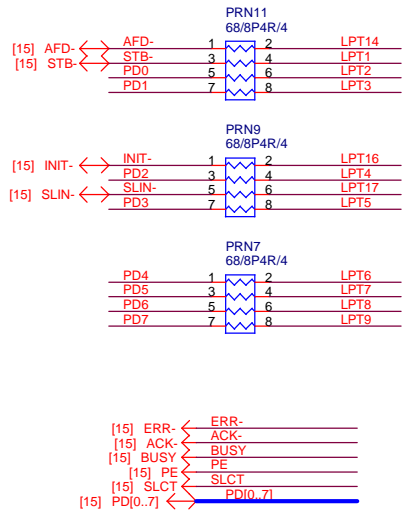 PRN11
68/8P4R/4
[15] AFD- AFD- 1 2 LPT14
[15] STB- STB- 3 4 LPT1
PD0 5 6 LPT2
PD1 7 8 LPT3
PRN9
68/8P4R/4
[15] INIT- INIT- 1 2 LPT16
PD2 3 4 LPT4
[15] SLIN- SLIN- 5 6 LPT17
PD3 7 8 LPT5
PRN7
68/8P4R/4
PD4 1 2 LPT6
PD5 3 4 LPT7
PD6 5 6 LPT8
PD7 7 8 LPT9
[15] ERR- ERR-
[15] ACK- ACK-
[15] BUSY BUSY
[15] PE PE
[15] SLCT SLCT
[15] PD[0..7] PD[0..7]